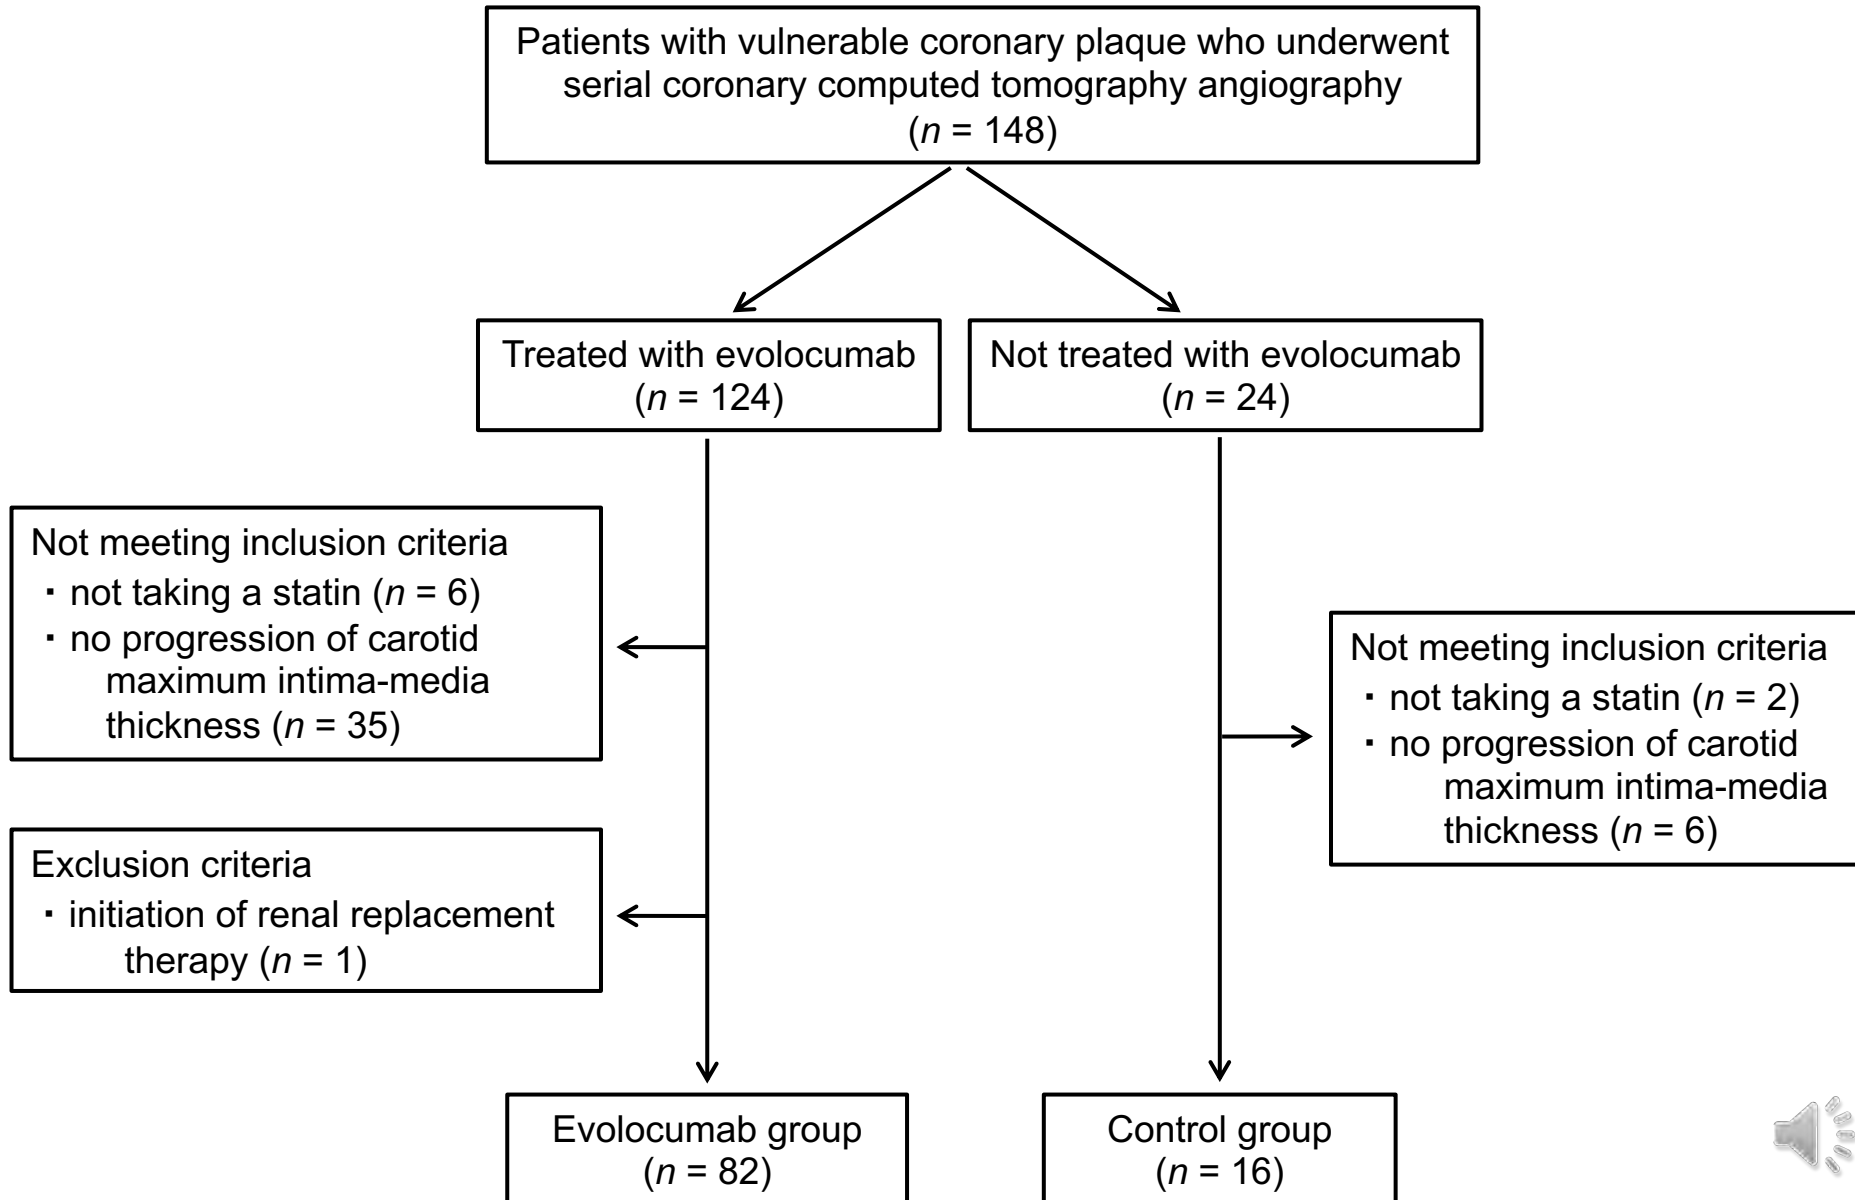 Patients with vulnerable coronary plaque who underwent
serial coronary computed tomography angiography
(n = 148)
Treated with evolocumab
(n = 124)
Not treated with evolocumab
(n = 24)
Not meeting inclusion criteria
・not taking a statin (n = 6)
・no progression of carotid
maximum intima-media
thickness (n = 35)
Not meeting inclusion criteria
・not taking a statin (n = 2)
・no progression of carotid
maximum intima-media
thickness (n = 6)
Exclusion criteria
・initiation of renal replacement
therapy (n = 1)
Evolocumab group
(n = 82)
Control group
(n = 16)